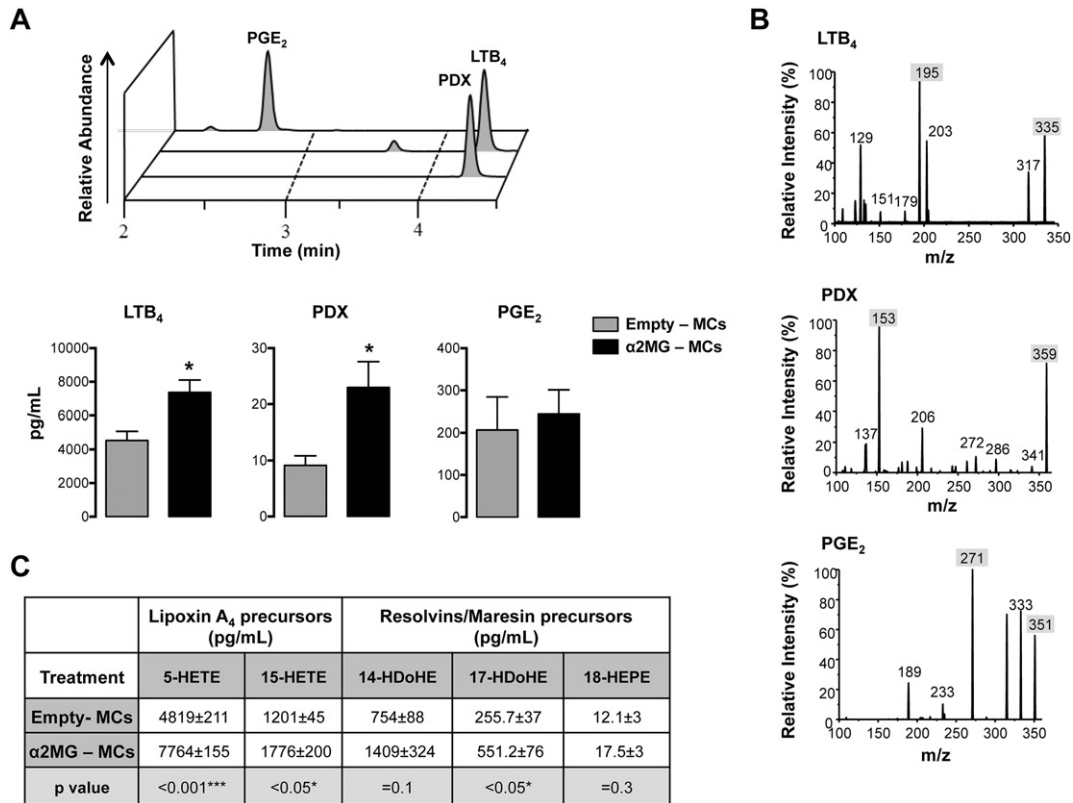 A
Relative Abundance
PGE2
PDX
LTB4
2
3
4
Time (min)
LTB4
PDX
PGE2
Empty – MCs
α2MG – MCs
pg/mL
10000
8000
6000
4000
2000
0
*
30
20
10
0
*
400
300
200
100
0
B
LTB4
Relative Intensity (%)
100
80
60
40
20
0
129
151
179
195
203
317
335
100
150
200
250
300
350
m/z
PDX
Relative Intensity (%)
100
80
60
40
20
0
137
153
206
272
286
341
359
100
150
200
250
300
350
m/z
PGE2
Relative Intensity (%)
100
80
60
40
20
0
189
233
271
333
351
100
150
200
250
300
350
m/z
C
Lipoxin A4 precursors
(pg/mL)
Resolvins/Maresin precursors
(pg/mL)
Treatment 5-HETE 15-HETE 14-HDoHE 17-HDoHE 18-HEPE
Empty- MCs 4819±211 1201±45 754±88 255.7±37 12.1±3
α2MG – MCs 7764±155 1776±200 1409±324 551.2±76 17.5±3
p value <0.001*** <0.05* =0.1 <0.05* =0.3